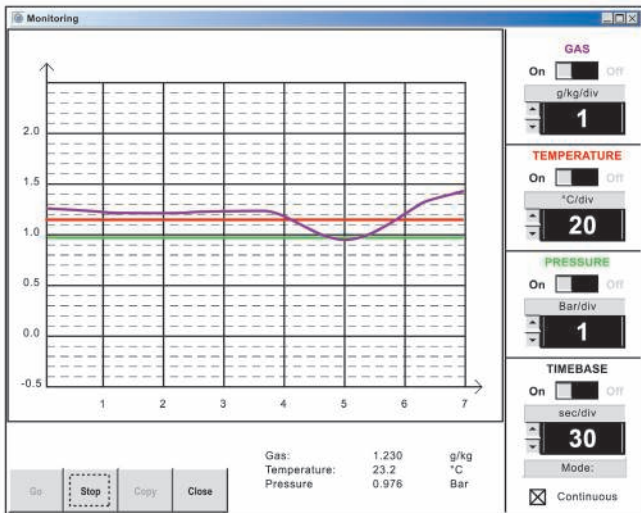 Monitoring
2.0
1.5
1.0
0.5
0.0
-0.5
1 2 3 4 5 6 7
Gas: 1.230 g/kg
Temperature: 23.2 °C
Pressure 0.976 Bar
Go Stop Copy Close
GAS
On Off
g/kg/div
1
TEMPERATURE
°C/div
20
PRESSURE
On Off
Bar/div
1
TIMEBASE
On Off
sec/div
30
Mode:
Continuous